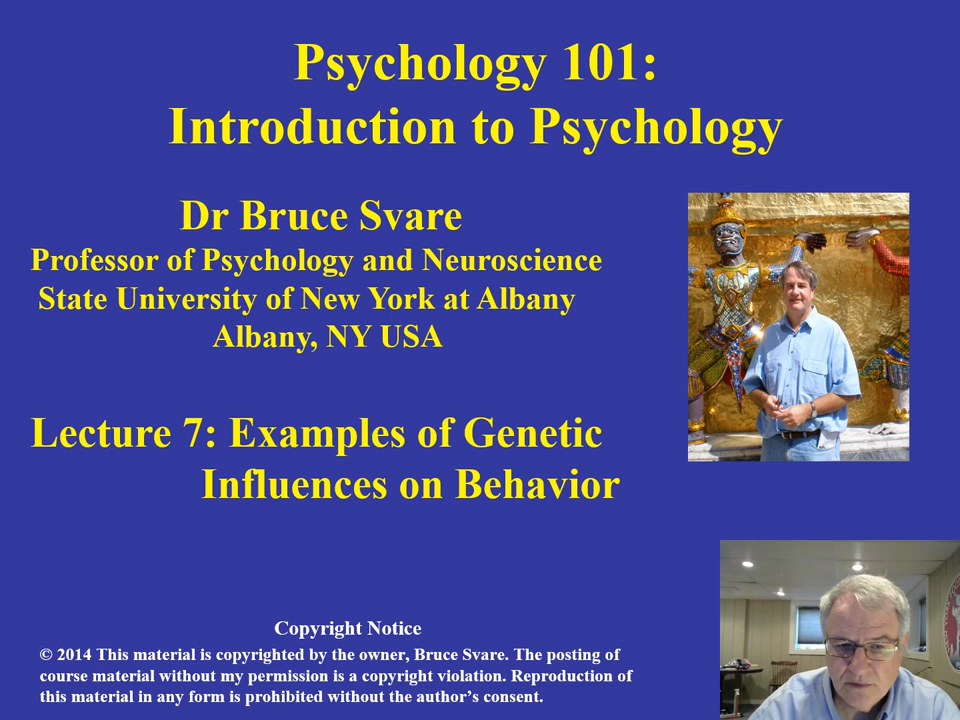 Psychology 101:
Introduction to Psychology
Dr Bruce Svare
Professor of Psychology and Neuroscience
State University of New York at Albany
Albany, NY USA
Lecture 7: Examples of Genetic
Influences on Behavior
Copyright Notice
© 2014 This material is copyrighted by the owner, Bruce Svare. The posting of
course material without my permission is a copyright violation. Reproduction of
this material in any form is prohibited without the author’s consent.